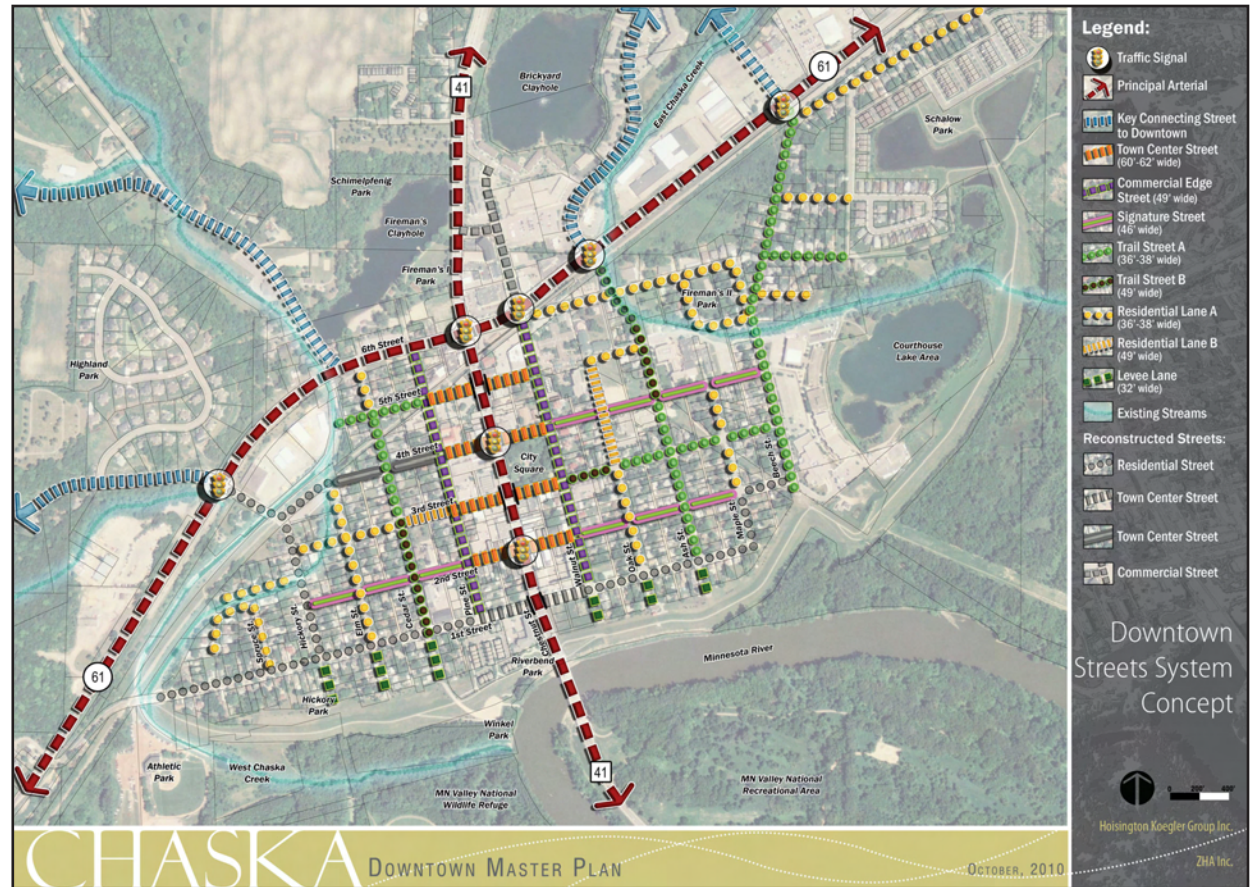 41
Brickyard
Clayhole
East Chaska Creek
61
Schalow
Park
Schimelpfenig
Park
Fireman's
Clayhole
Fireman's I
Park
Fireman's II
Park
Courthouse
Lake Area
Highland
Park
6th Street
5th Street
4th Street
City
Square
3rd Street
2nd Street
1st Street
Spruce St.
Hickory St.
Elm St.
Cedar St.
Pine St.
Chestnut St.
Walnut St.
Oak St.
Ash St.
Maple St.
Beech St.
61
Riverbend
Park
Minnesota River
Hickory
Park
Winkel
Park
Athletic
Park
West Chaska
Creek
MN Valley National
Wildlife Refuge
41
MN Valley National
Recreational Area
Legend:
Traffic Signal
Principal Arterial
Key Connecting Street
to Downtown
Town Center Street
(60'-62' wide)
Commercial Edge
Street (49' wide)
Signature Street
(46' wide)
Trail Street A
(36'-38' wide)
Trail Street B
(49' wide)
Residential Lane A
(36'-38' wide)
Residential Lane B
(49' wide)
Levee Lane
(32' wide)
Existing Streams
Reconstructed Streets:
Residential Street
Town Center Street
Town Center Street
Commercial Street
Downtown
Streets System
Concept
0 200' 400'
Hoisington Koegler Group Inc.
ZHA Inc.
CHASKA DOWNTOWN MASTER PLAN
OCTOBER, 2010